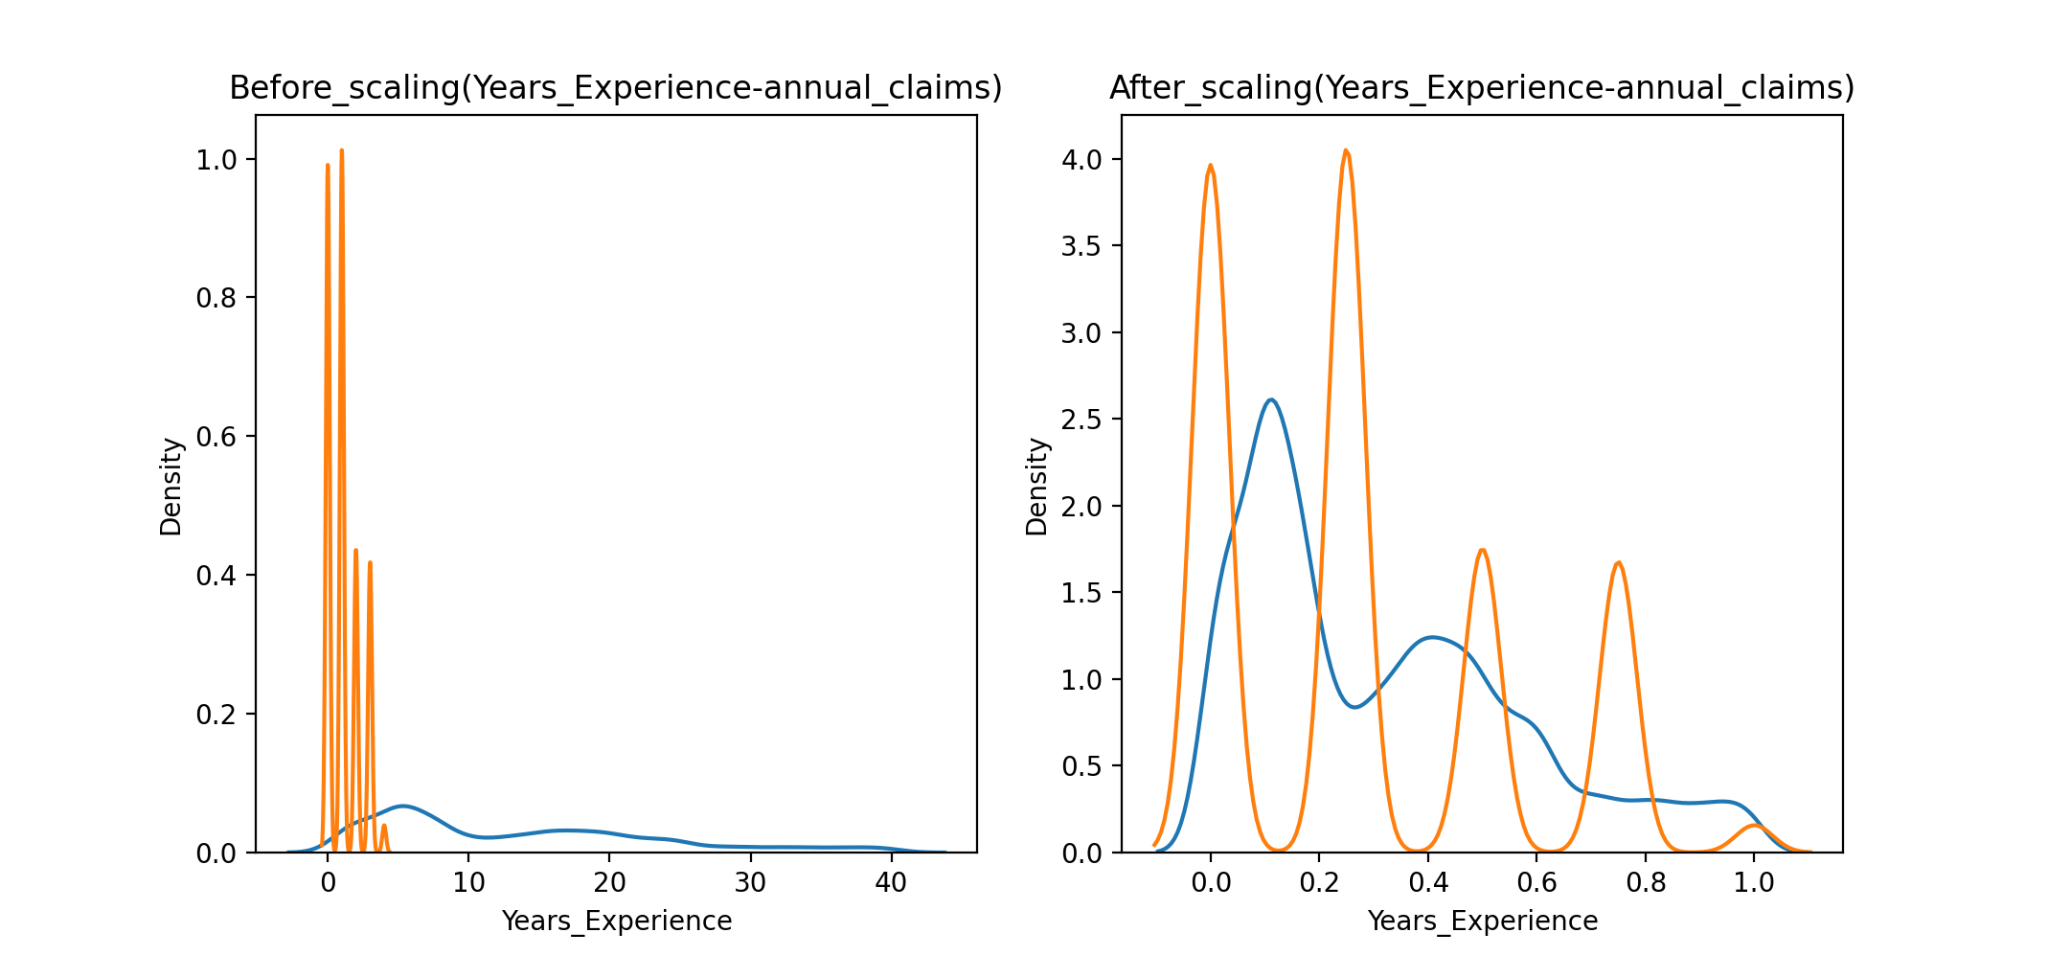 Before_scaling(Years_Experience-annual_claims)
1.0
0.8
0.6
0.4
0.2
0.0
Density
0 10 20 30 40
Years_Experience
After_scaling(Years_Experience-annual_claims)
4.0
3.5
3.0
2.5
2.0
1.5
1.0
0.5
0.0
Density
0.0 0.2 0.4 0.6 0.8 1.0
Years_Experience